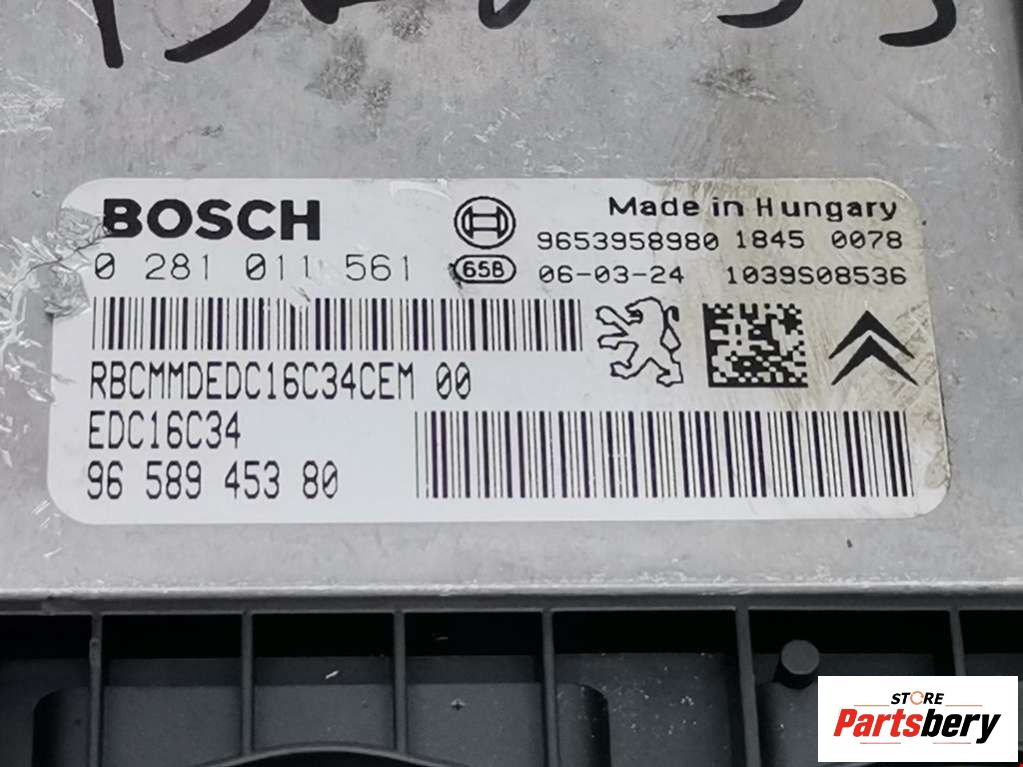 BOSCH
Made in Hungary
9653958980 1845 0078
0 281 011 561
65B
06-03-24 1039S08536
RBCMMDEDC16C34CEM 00
EDC16C34
96 589 453 80
STORE
Partsbery